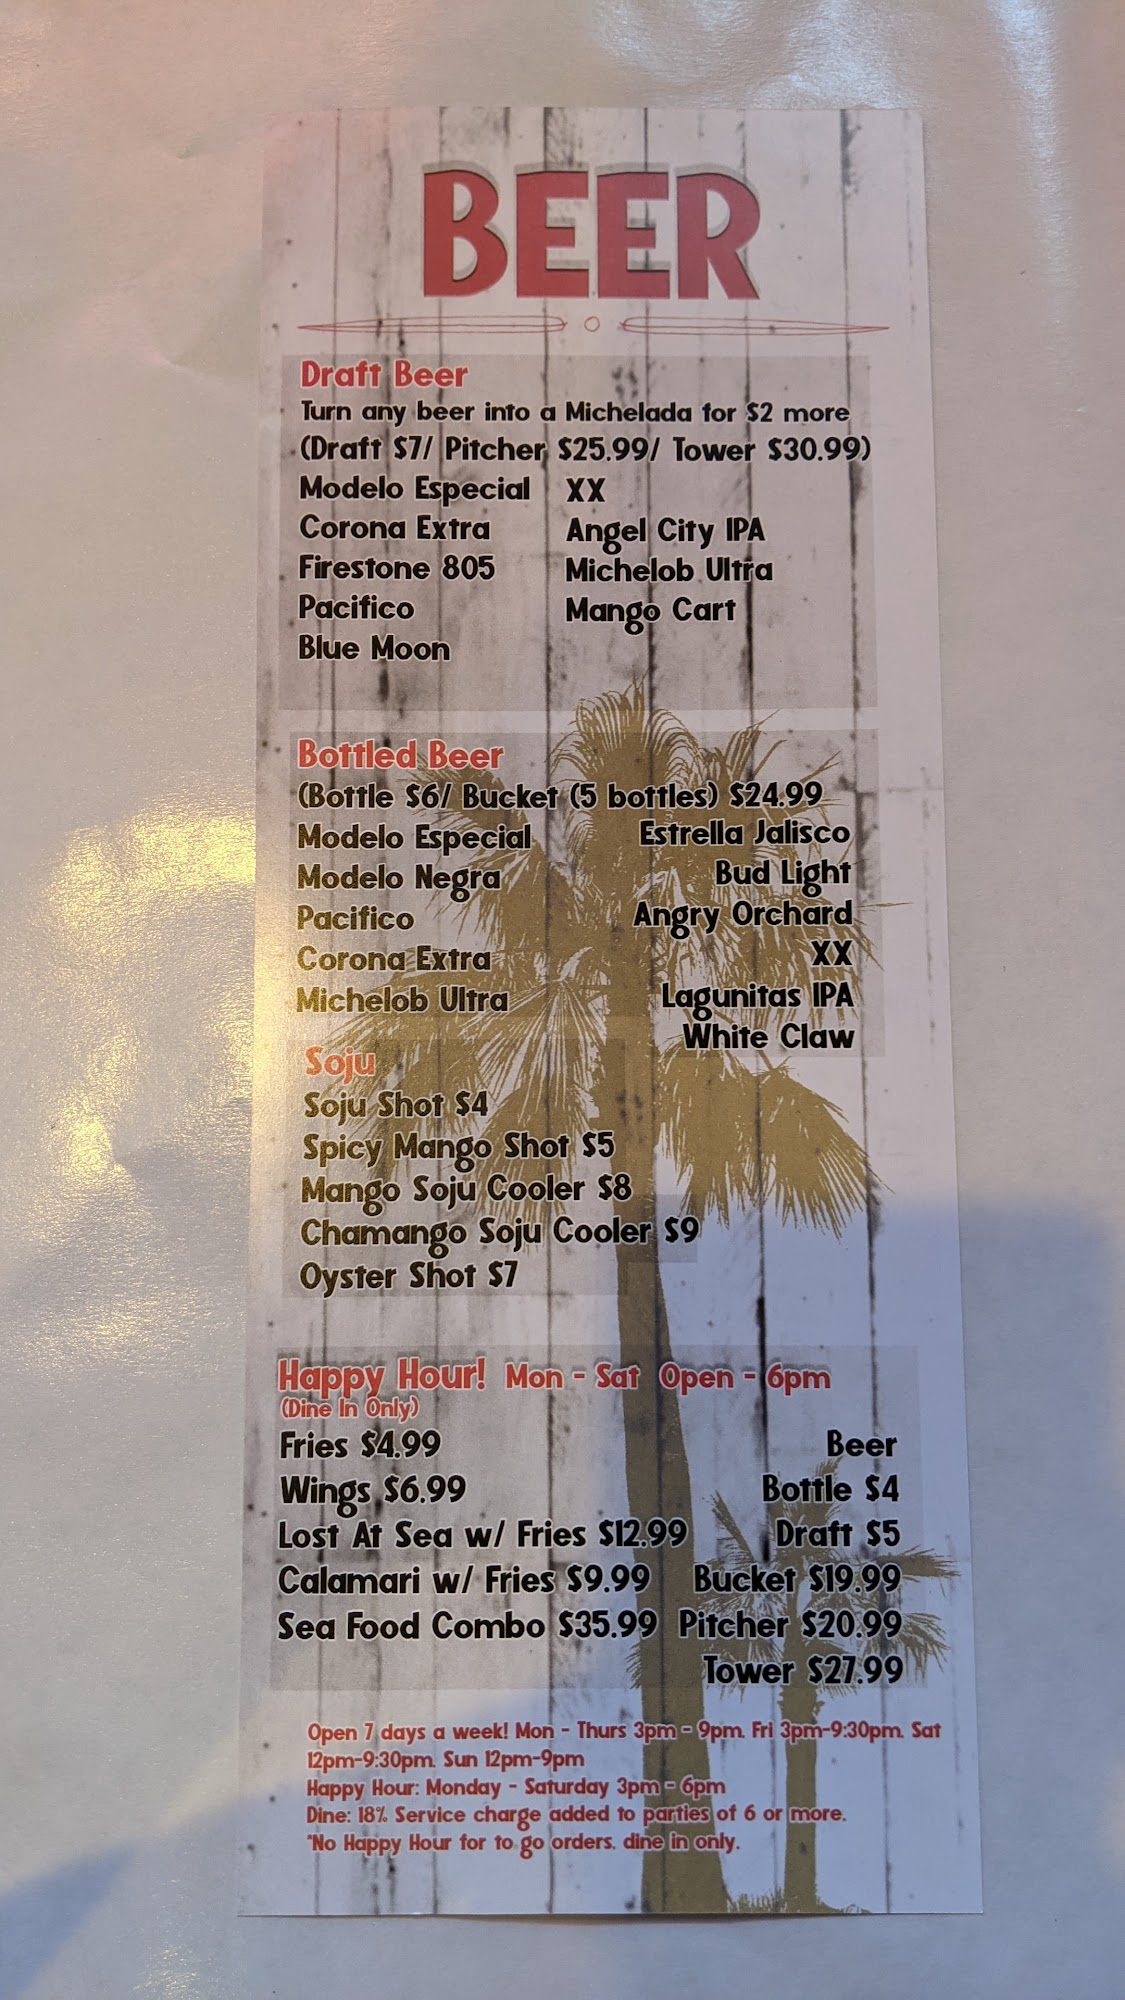 BEER
Draft Beer
Turn any beer into a Michelada for $2 more
(Draft $7/ Pitcher $25.99/ Tower $30.99)
Modelo Especial XX
Corona Extra Angel City IPA
Firestone 805 Michelob Ultra
Pacifico Mango Cart
Blue Moon
Bottled Beer
(Bottle $6/ Bucket (5 bottles) $24.99
Modelo Especial Estrella Jalisco
Modelo Negra Bud Light
Pacifico Angry Orchard
Corona Extra XX
Michelob Ultra Lagunitas IPA
White Claw
Soju
Soju Shot $4
Spicy Mango Shot $5
Mango Soju Cooler $8
Chamango Soju Cooler $9
Oyster Shot $7
Happy Hour! Mon - Sat Open - 6pm
(Dine In Only)
Fries $4.99 Beer
Wings $6.99 Bottle $4
Lost At Sea w/ Fries $12.99 Draft $5
Calamari w/ Fries $9.99 Bucket $19.99
Sea Food Combo $35.99 Pitcher $20.99
Tower $27.99
Open 7 days a week! Mon - Thurs 3pm - 9pm. Fri 3pm-9:30pm. Sat
12pm-9:30pm. Sun 12pm-9pm
Happy Hour: Monday - Saturday 3pm - 6pm
Dine: 18% Service charge added to parties of 6 or more.
*No Happy Hour for to go orders. dine in only.